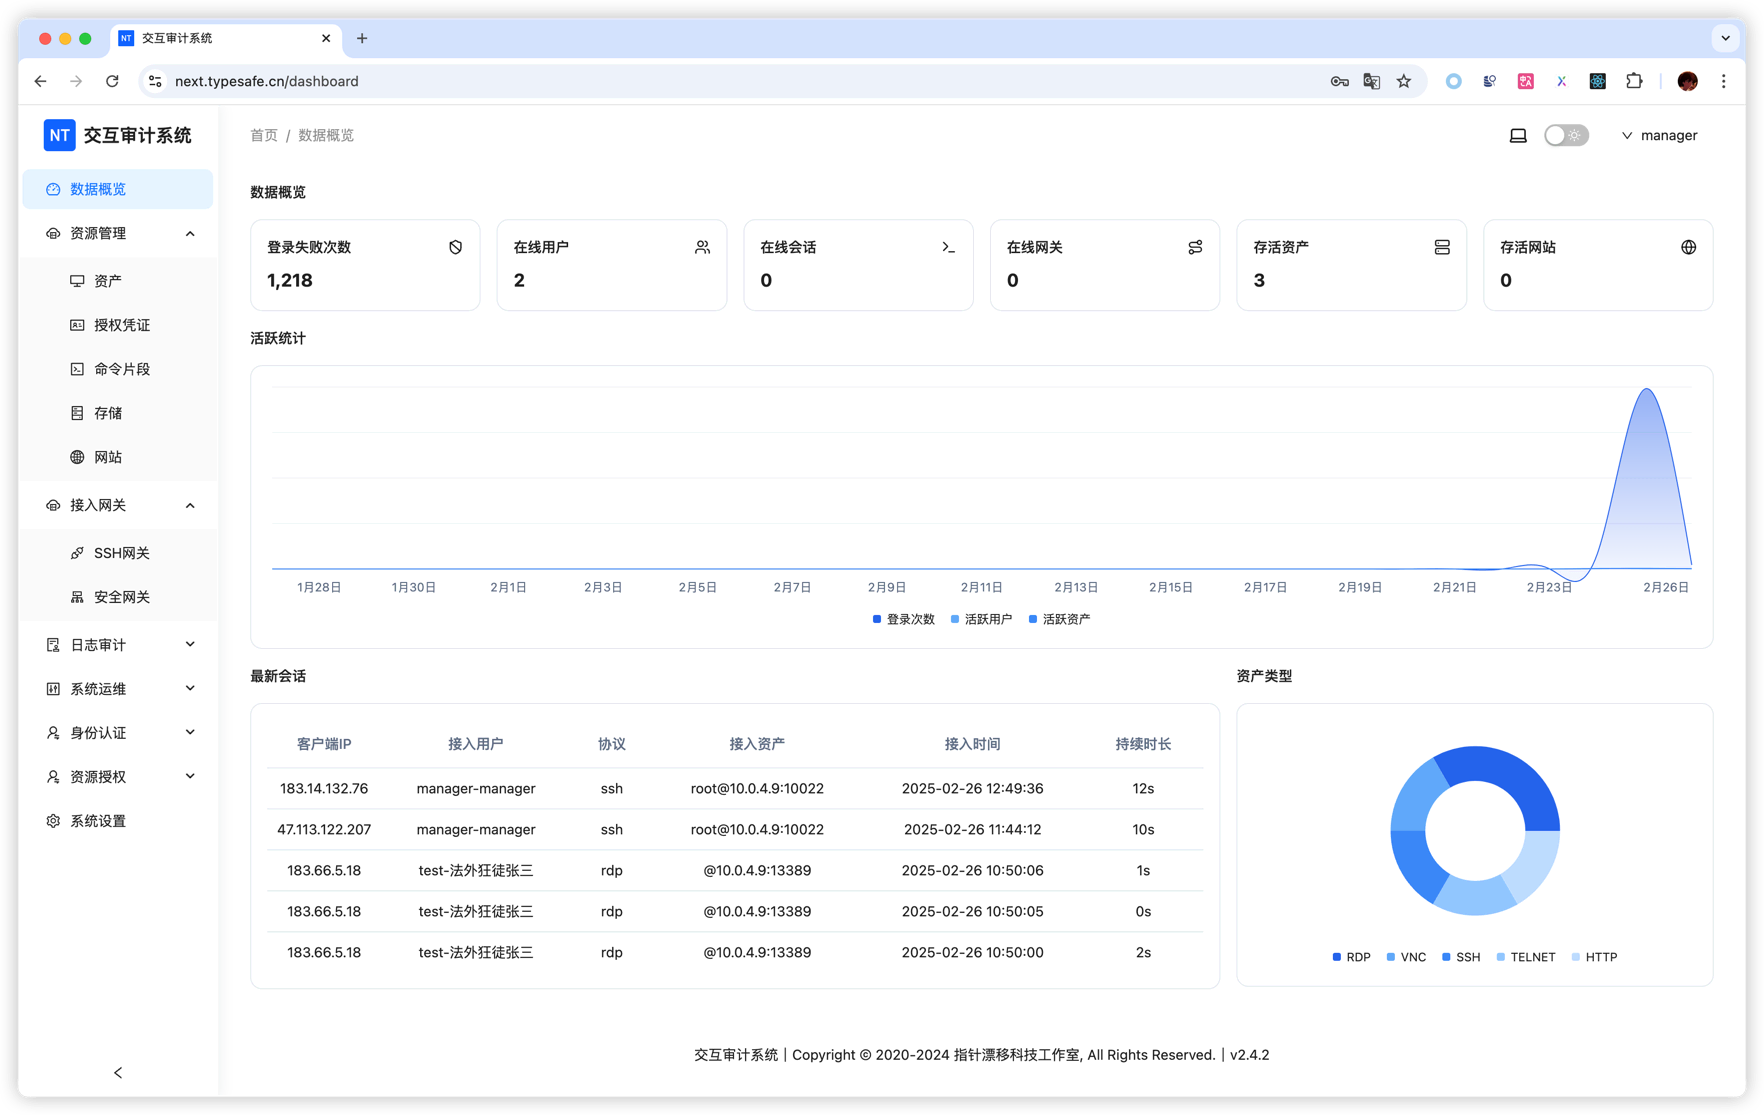 NT 交互审计系统
next.typesafe.cn/dashboard
NT 交互审计系统
首页 / 数据概览
manager
数据概览
资源管理
资产
授权凭证
命令片段
存储
网站
接入网关
SSH网关
安全网关
日志审计
系统运维
身份认证
资源授权
系统设置
数据概览
登录失败次数
1,218
在线用户
2
在线会话
0
在线网关
0
存活资产
3
存活网站
0
活跃统计
1月28日 1月30日 2月1日 2月3日 2月5日 2月7日 2月9日 2月11日 2月13日 2月15日 2月17日 2月19日 2月21日 2月23日 2月26日
登录次数 活跃用户 活跃资产
最新会话
客户端IP 接入用户 协议 接入资产 接入时间 持续时长
183.14.132.76 manager-manager ssh root@10.0.4.9:10022 2025-02-26 12:49:36 12s
47.113.122.207 manager-manager ssh root@10.0.4.9:10022 2025-02-26 11:44:12 10s
183.66.5.18 test-法外狂徒张三 rdp @10.0.4.9:13389 2025-02-26 10:50:06 1s
183.66.5.18 test-法外狂徒张三 rdp @10.0.4.9:13389 2025-02-26 10:50:05 0s
183.66.5.18 test-法外狂徒张三 rdp @10.0.4.9:13389 2025-02-26 10:50:00 2s
资产类型
RDP VNC SSH TELNET HTTP
交互审计系统 | Copyright © 2020-2024 指针漂移科技工作室, All Rights Reserved. | v2.4.2